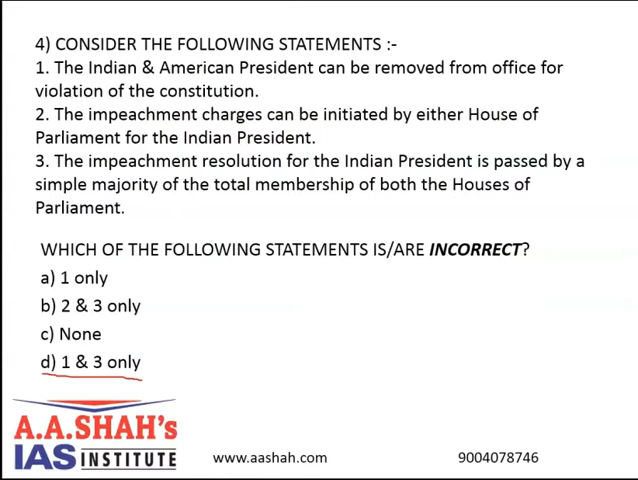 4) CONSIDER THE FOLLOWING STATEMENTS :-
1. The Indian & American President can be removed from office for
violation of the constitution.
2. The impeachment charges can be initiated by either House of
Parliament for the Indian President.
3. The impeachment resolution for the Indian President is passed by a
simple majority of the total membership of both the Houses of
Parliament.
WHICH OF THE FOLLOWING STATEMENTS IS/ARE INCORRECT?
a) 1 only
b) 2 & 3 only
c) None
d) 1 & 3 only
A.A.SHAH's
IAS INSTITUTE
www.aashah.com
9004078746